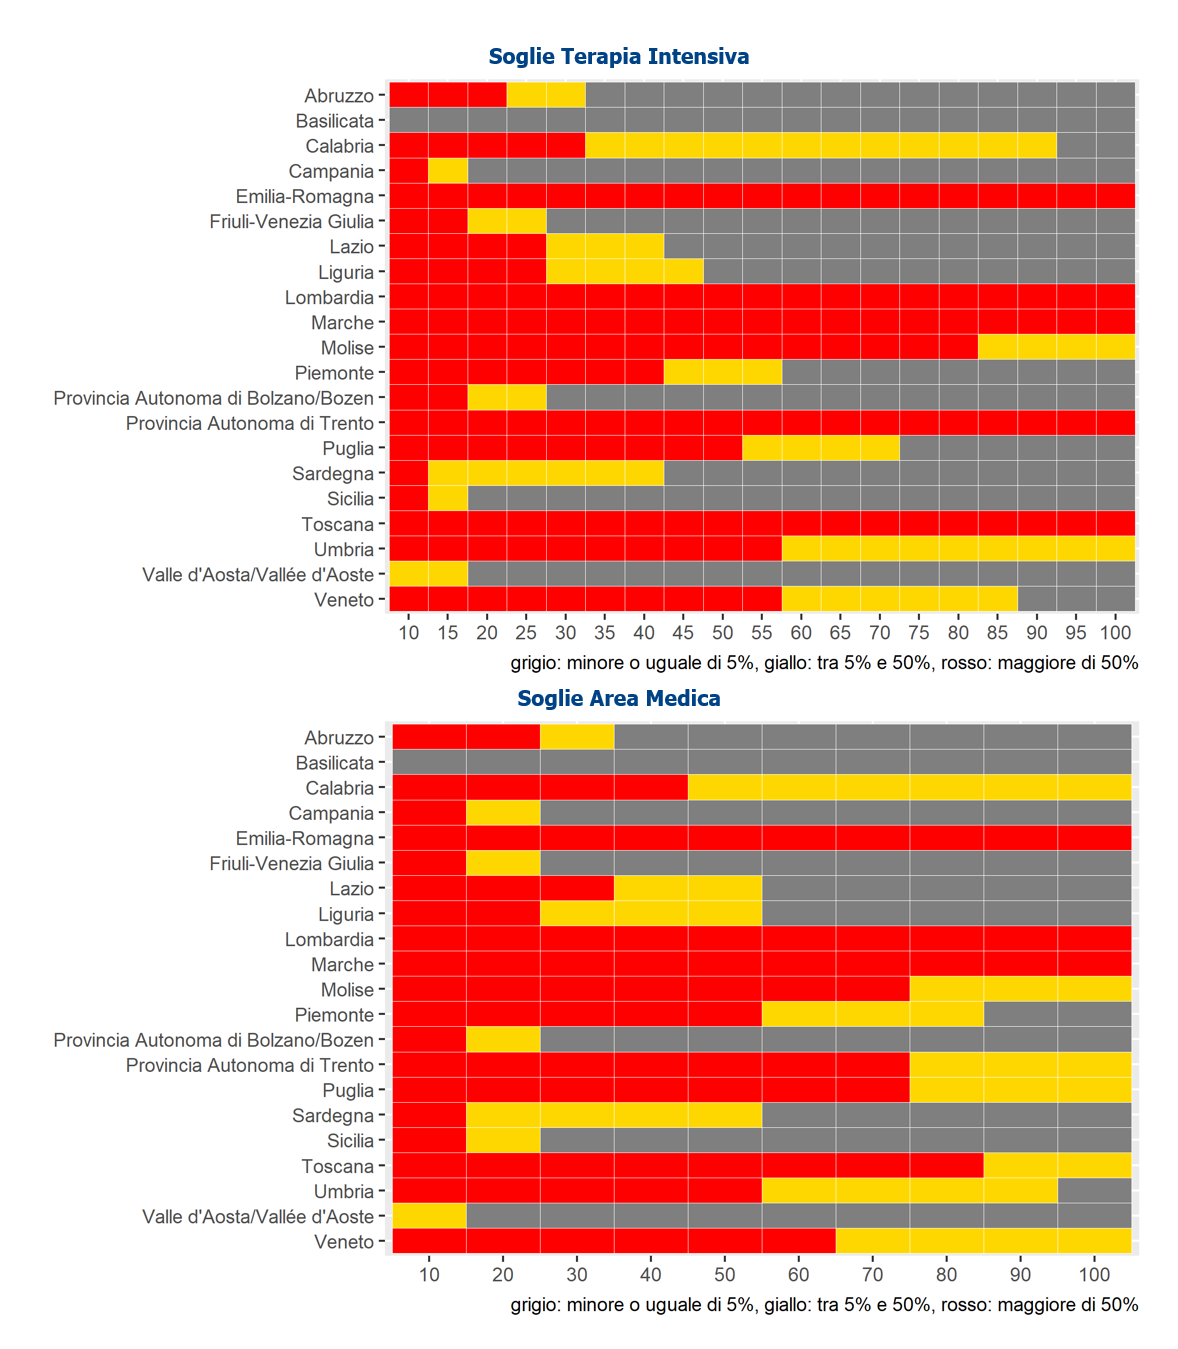 Soglie Terapia Intensiva
Abruzzo
Basilicata
Calabria
Campania
Emilia-Romagna
Friuli-Venezia Giulia
Lazio
Liguria
Lombardia
Marche
Molise
Piemonte
Provincia Autonoma di Bolzano/Bozen
Provincia Autonoma di Trento
Puglia
Sardegna
Sicilia
Toscana
Umbria
Valle d'Aosta/Vallée d'Aoste
Veneto
10 15 20 25 30 35 40 45 50 55 60 65 70 75 80 85 90 95 100
grigio: minore o uguale di 5%, giallo: tra 5% e 50%, rosso: maggiore di 50%
Soglie Area Medica
Abruzzo
Basilicata
Calabria
Campania
Emilia-Romagna
Friuli-Venezia Giulia
Lazio
Liguria
Lombardia
Marche
Molise
Piemonte
Provincia Autonoma di Bolzano/Bozen
Provincia Autonoma di Trento
Puglia
Sardegna
Sicilia
Toscana
Umbria
Valle d'Aosta/Vallée d'Aoste
Veneto
10 20 30 40 50 60 70 80 90 100
grigio: minore o uguale di 5%, giallo: tra 5% e 50%, rosso: maggiore di 50%